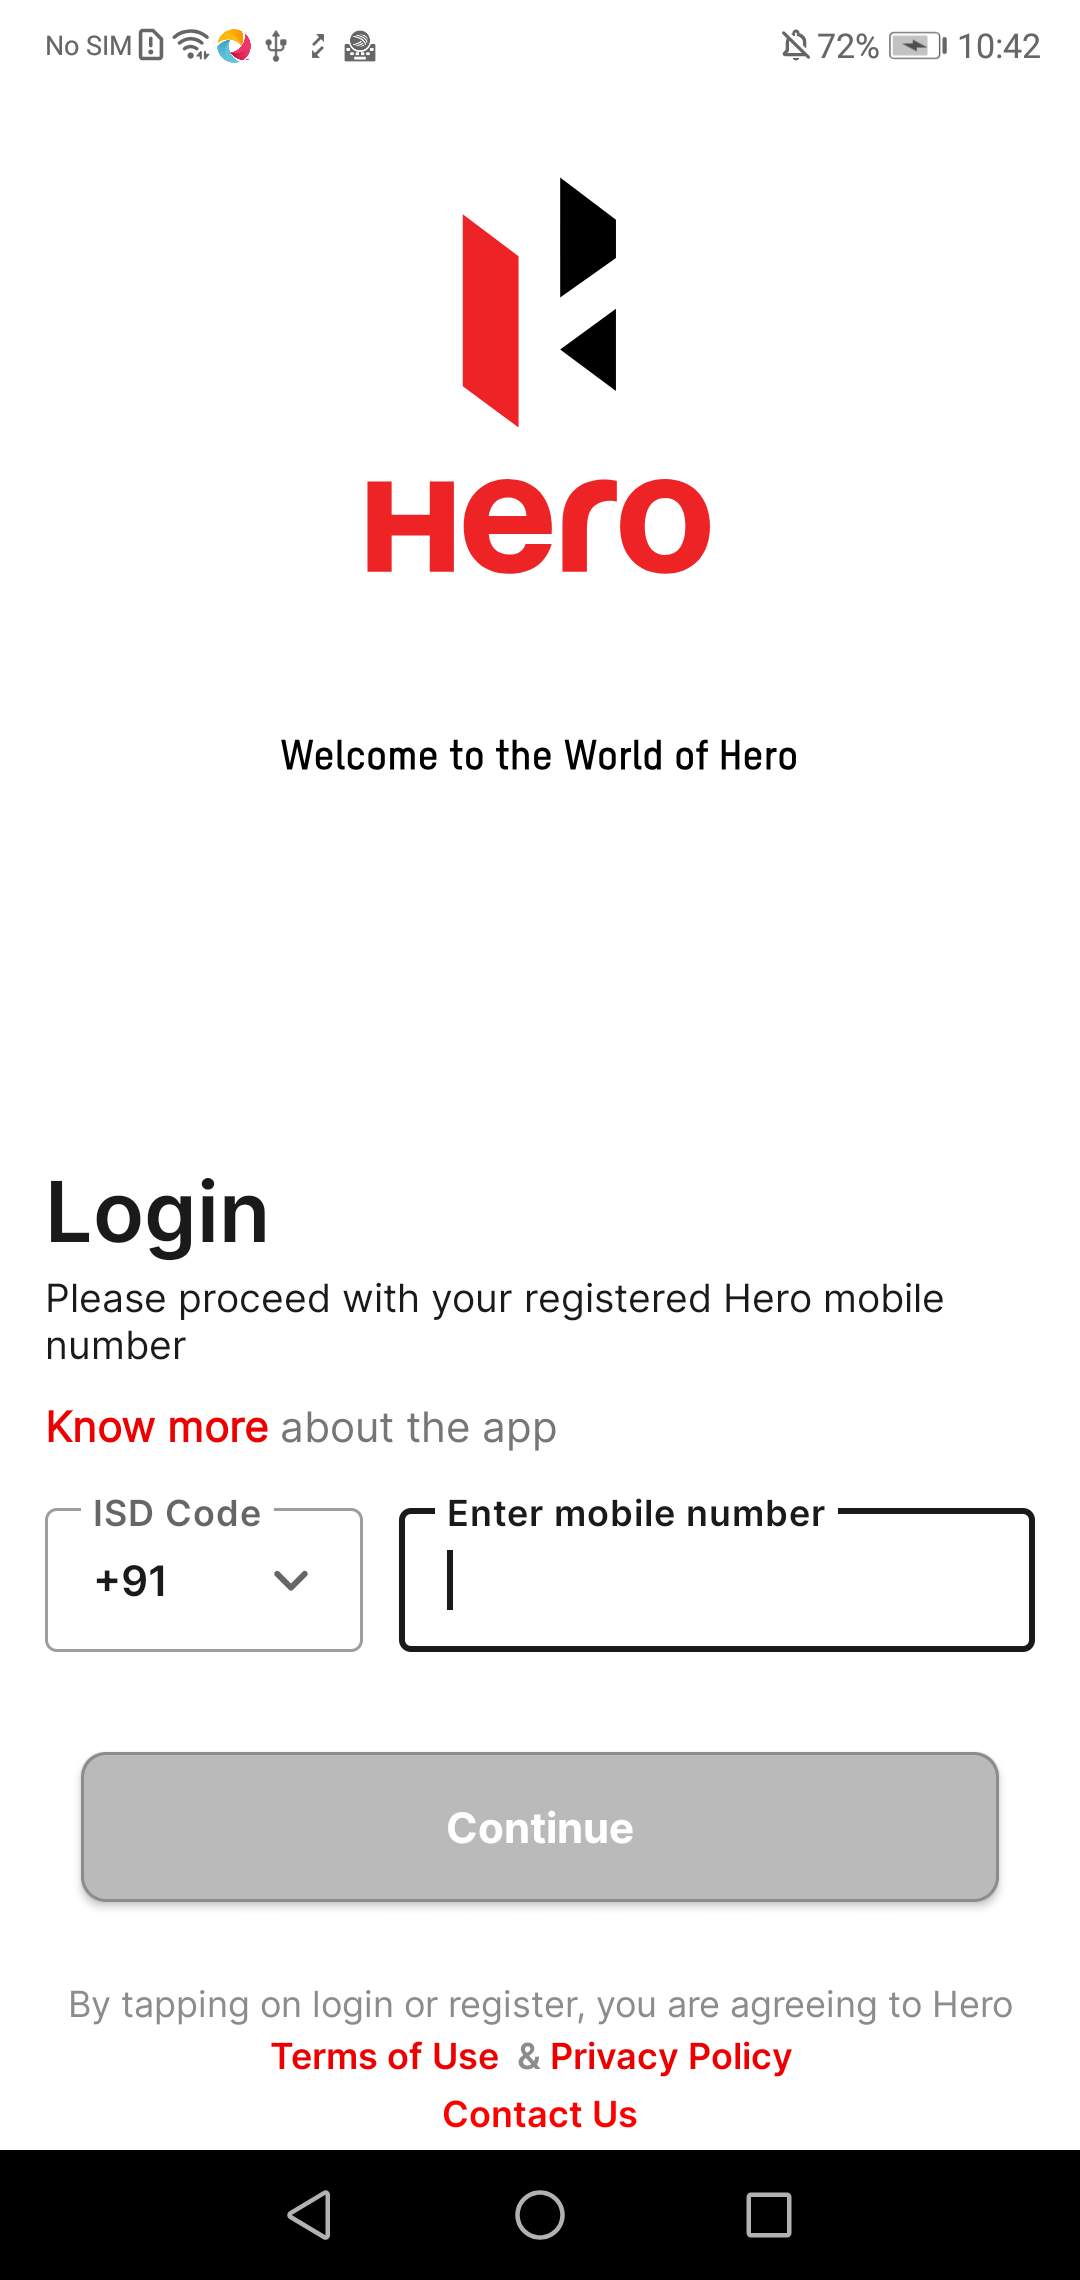 No SIM 72% 10:42
Hero
Welcome to the World of Hero
Login
Please proceed with your registered Hero mobile
number
Know more about the app
ISD Code Enter mobile number
+91
Continue
By tapping on login or register, you are agreeing to Hero
Terms of Use & Privacy Policy
Contact Us